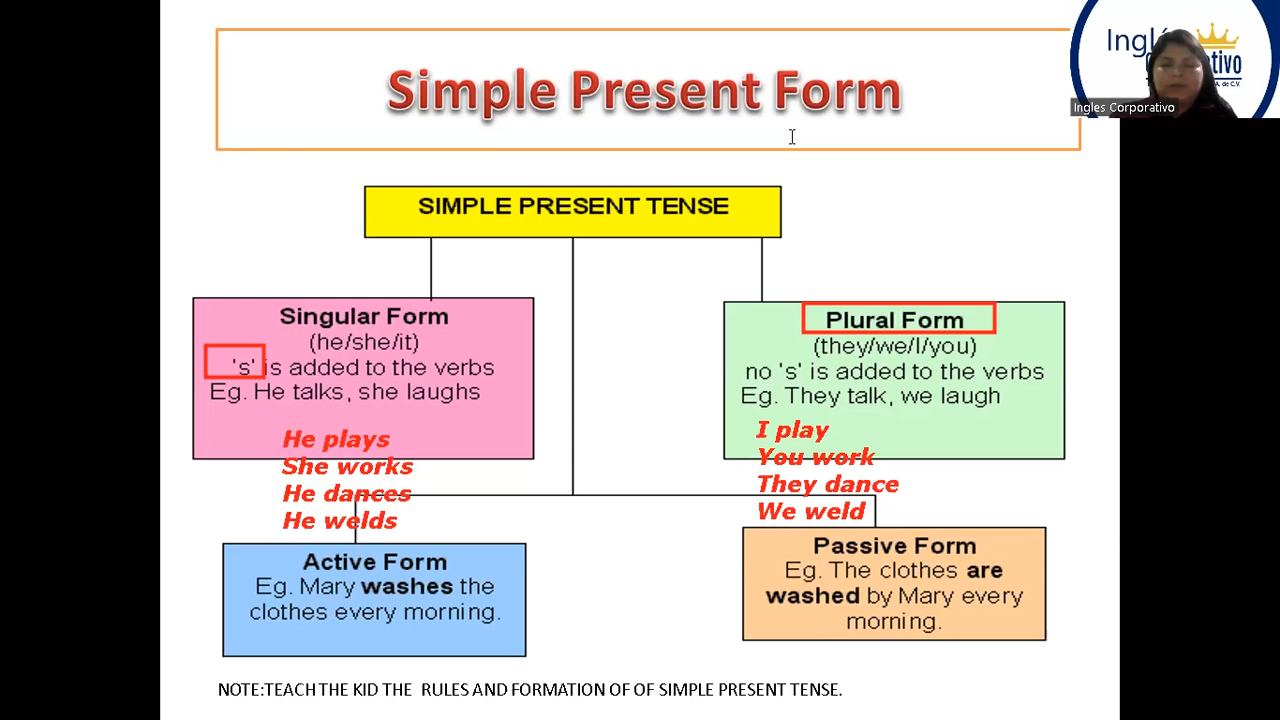 Simple Present Form
Ingles Corporativo
SIMPLE PRESENT TENSE
Singular Form
(he/she/it)
's' is added to the verbs
Eg. He talks, she laughs
He plays
She works
He dances
He welds
Plural Form
(they/we/I/you)
no 's' is added to the verbs
Eg. They talk, we laugh
I play
You work
They dance
We weld
Active Form
Eg. Mary washes the
clothes every morning.
Passive Form
Eg. The clothes are
washed by Mary every
morning.
NOTE:TEACH THE KID THE RULES AND FORMATION OF OF SIMPLE PRESENT TENSE.